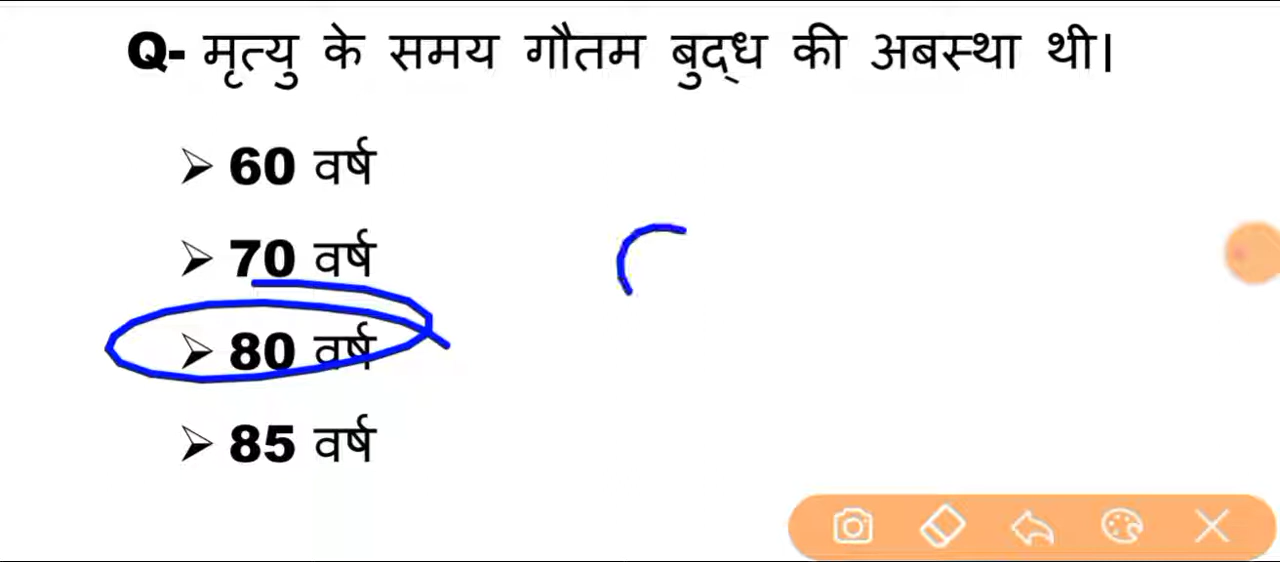 Q- मृत्यु के समय गौतम बुद्ध की अबस्था थी।
➢ 60 वर्ष
➢ 70 वर्ष
➢ 80 वर्ष
➢ 85 वर्ष